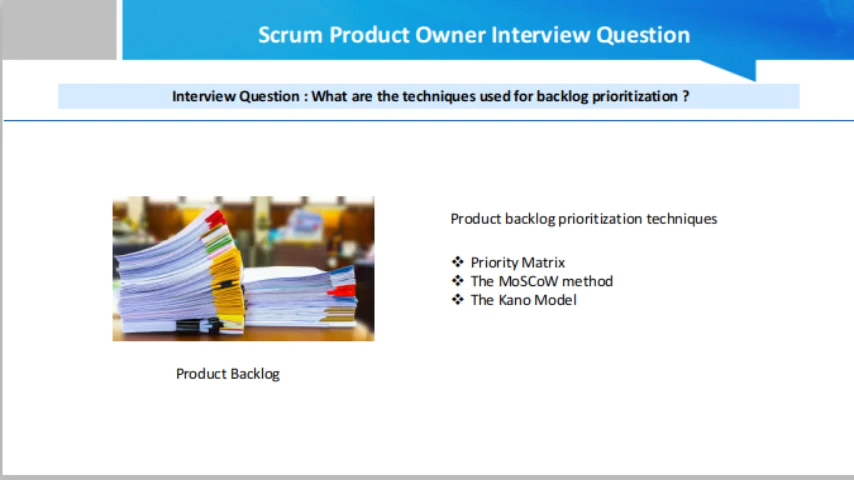 Scrum Product Owner Interview Question
Interview Question : What are the techniques used for backlog prioritization ?
Product backlog prioritization techniques
❖ Priority Matrix
❖ The MoSCoW method
❖ The Kano Model
Product Backlog